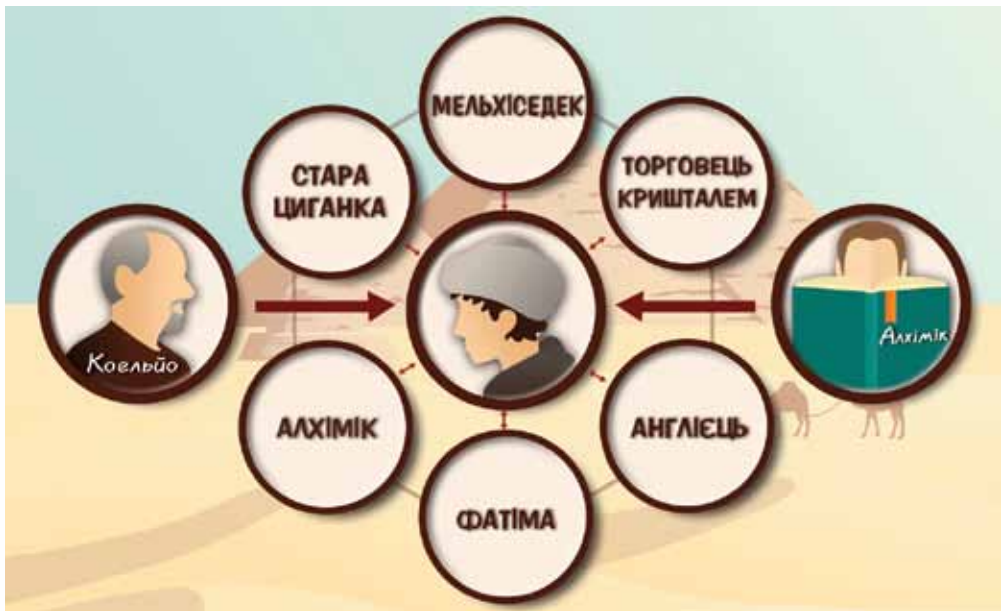 МЕЛЬХІСЕДЕК
СТАРА
ЦИГАНКА
ТОРГОВЕЦЬ
КРИШТАЛЕМ
Коельйо
Алхімік
АЛХІМІК
АНГЛІЄЦЬ
ФАТІМА